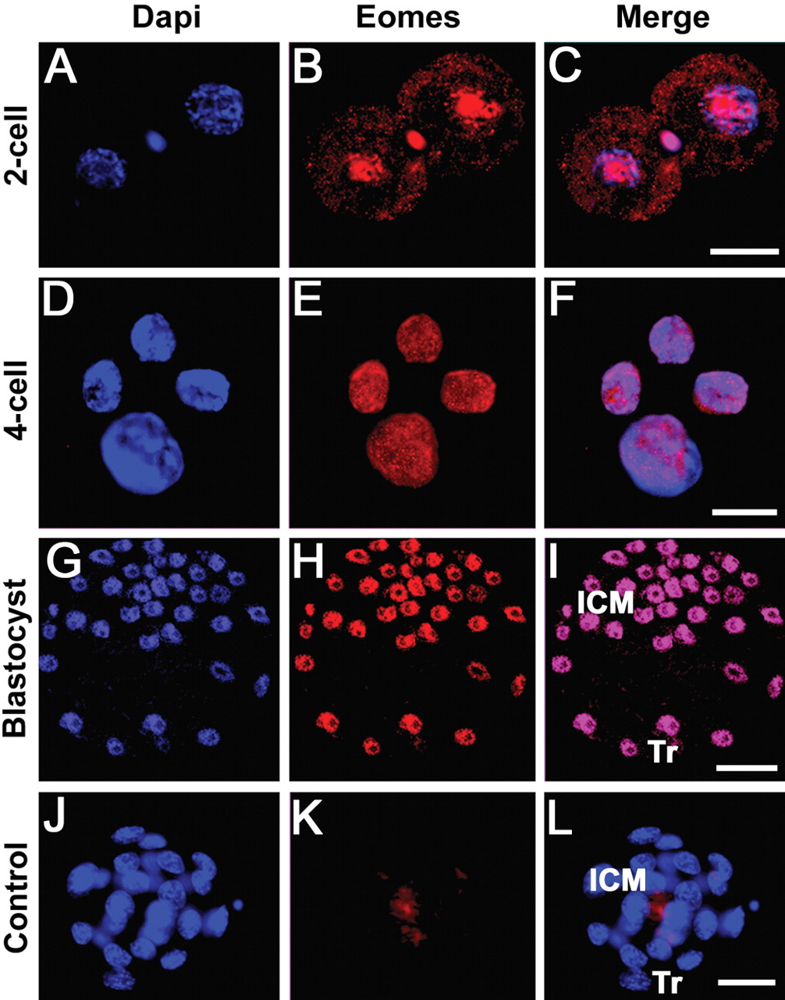 Dapi Eomes Merge
2-cell A B C
4-cell D E F
Blastocyst G H I
ICM
Tr
Control J K L
ICM
Tr